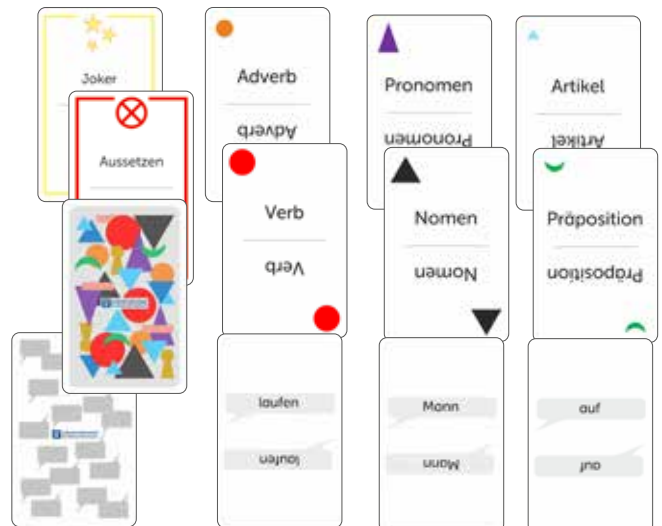 Joker
Aussetzen
Adverb
Adverb
Verb
Verb
laufen
laufen
Pronomen
Pronomen
Nomen
Nomen
Mann
Mann
Artikel
Artikel
Präposition
Präposition
auf
auf